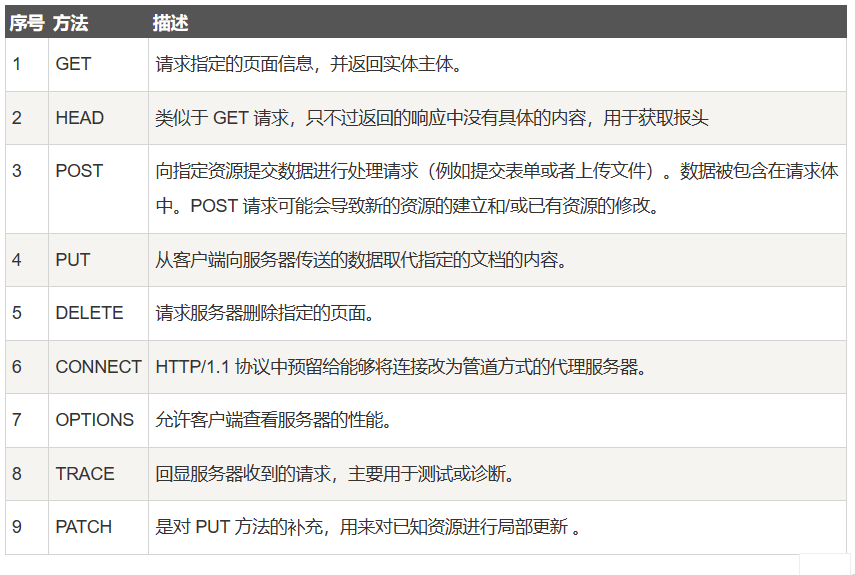 序号 方法 描述
1 GET 请求指定的页面信息，并返回实体主体。
2 HEAD 类似于 GET 请求，只不过返回的响应中没有具体的内容，用于获取报头
3 POST 向指定资源提交数据进行处理请求（例如提交表单或者上传文件）。数据被包含在请求体
中。POST 请求可能会导致新的资源的建立和/或已有资源的修改。
4 PUT 从客户端向服务器传送的数据取代指定的文档的内容。
5 DELETE 请求服务器删除指定的页面。
6 CONNECT HTTP/1.1 协议中预留给能够将连接改为管道方式的代理服务器。
7 OPTIONS 允许客户端查看服务器的性能。
8 TRACE 回显服务器收到的请求，主要用于测试或诊断。
9 PATCH 是对 PUT 方法的补充，用来对已知资源进行局部更新 。